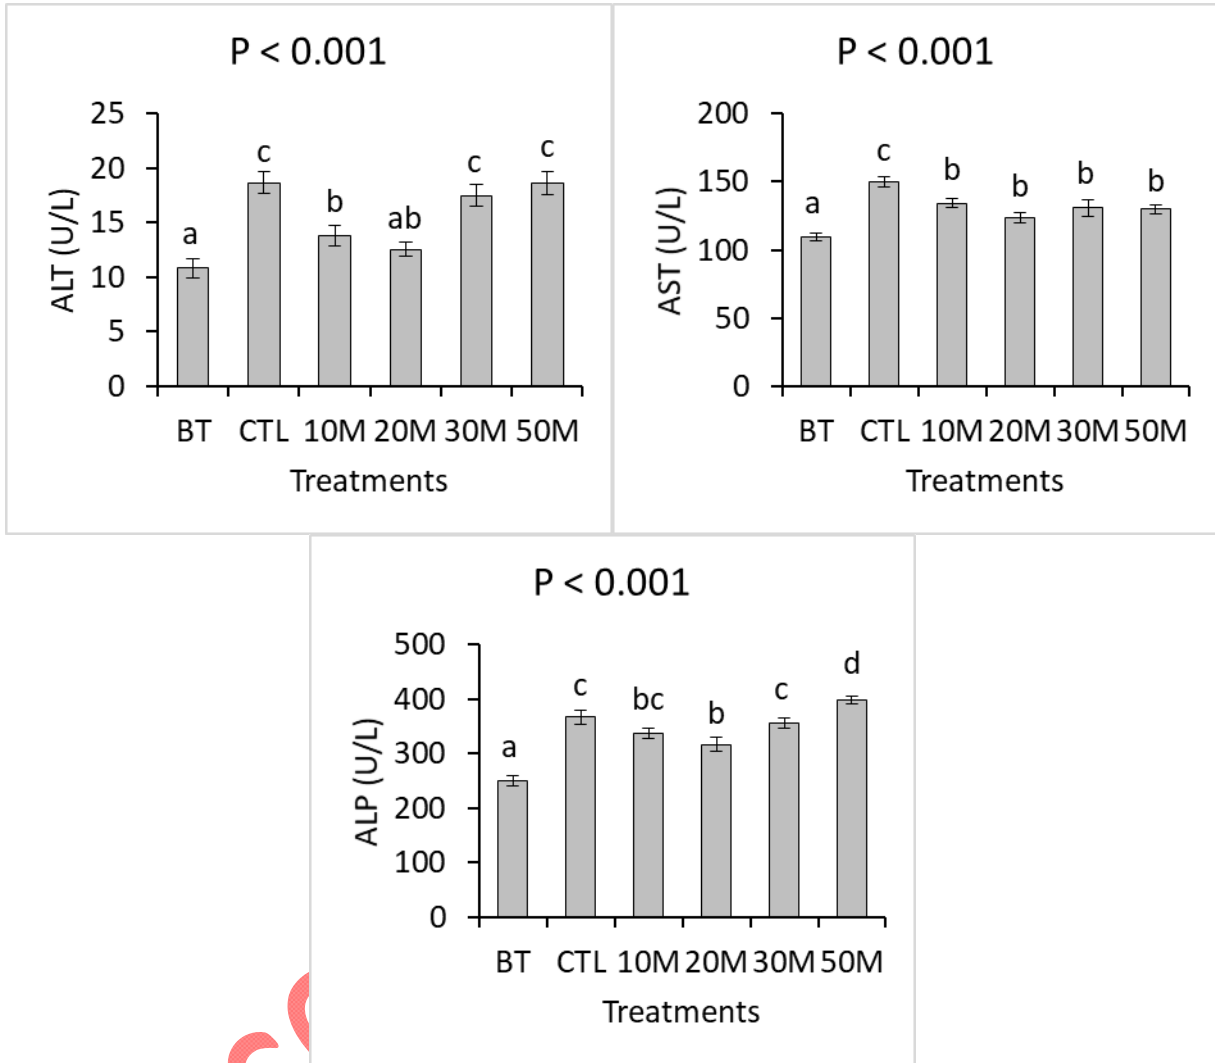 P < 0.001
25
20
15
10
5
0
ALT (U/L)
a
c
b
ab
c
c
BT CTL 10M 20M 30M 50M
Treatments
P < 0.001
200
150
100
50
0
AST (U/L)
a
c
b
b
b
b
BT CTL 10M 20M 30M 50M
Treatments
P < 0.001
500
400
300
200
100
0
ALP (U/L)
a
c
bc
b
c
d
BT CTL 10M 20M 30M 50M
Treatments